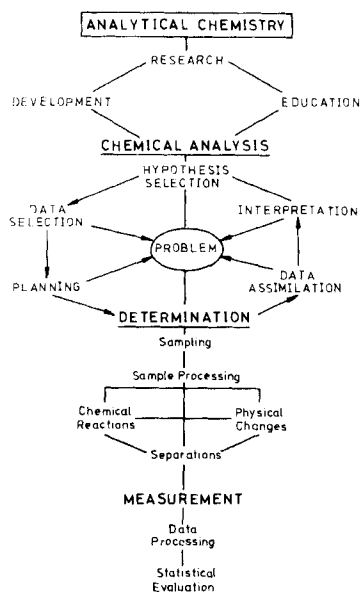 ANALYTICAL CHEMISTRY
RESEARCH
DEVELOPMENT
EDUCATION
CHEMICAL ANALYSIS
HYPOTHESIS
SELECTION
DATA
SELECTION
INTERPRETATION
PROBLEM
PLANNING
DATA
ASSIMILATION
DETERMINATION
Sampling
Sample Processing
Chemical
Reactions
Physical
Changes
Separations
MEASUREMENT
Data
Processing
Statistical
Evaluation